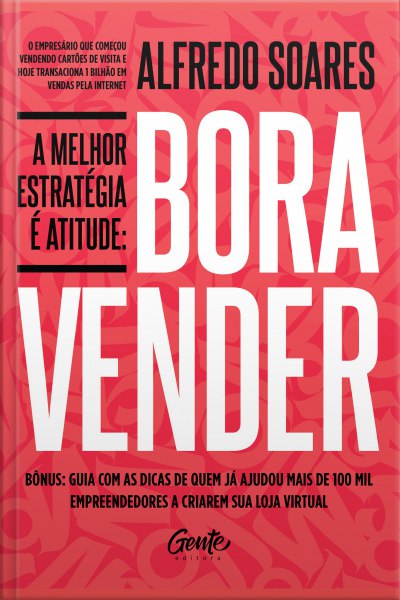 O EMPRESÁRIO QUE COMEÇOU
VENDENDO CARTÕES DE VISITA E
HOJE TRANSACIONA 1 BILHÃO EM
VENDAS PELA INTERNET
ALFREDO SOARES
A MELHOR
ESTRATÉGIA
É ATITUDE:
BORA
VENDER
BÔNUS: GUIA COM AS DICAS DE QUEM JÁ AJUDOU MAIS DE 100 MIL
EMPREENDEDORES A CRIAREM SUA LOJA VIRTUAL
Gente
editora